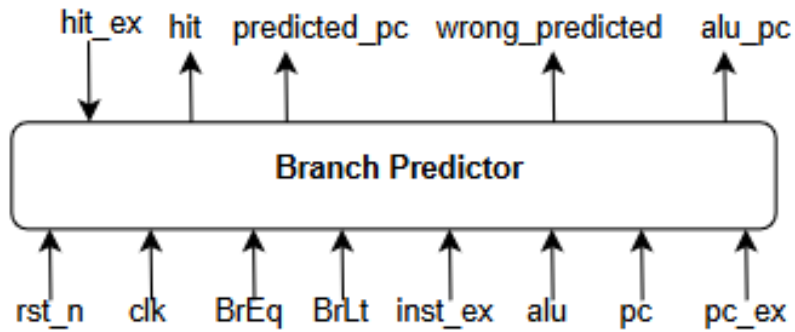 hit_ex hit predicted_pc wrong_predicted alu_pc
Branch Predictor
rst_n clk BrEq BrLt inst_ex alu pc pc_ex